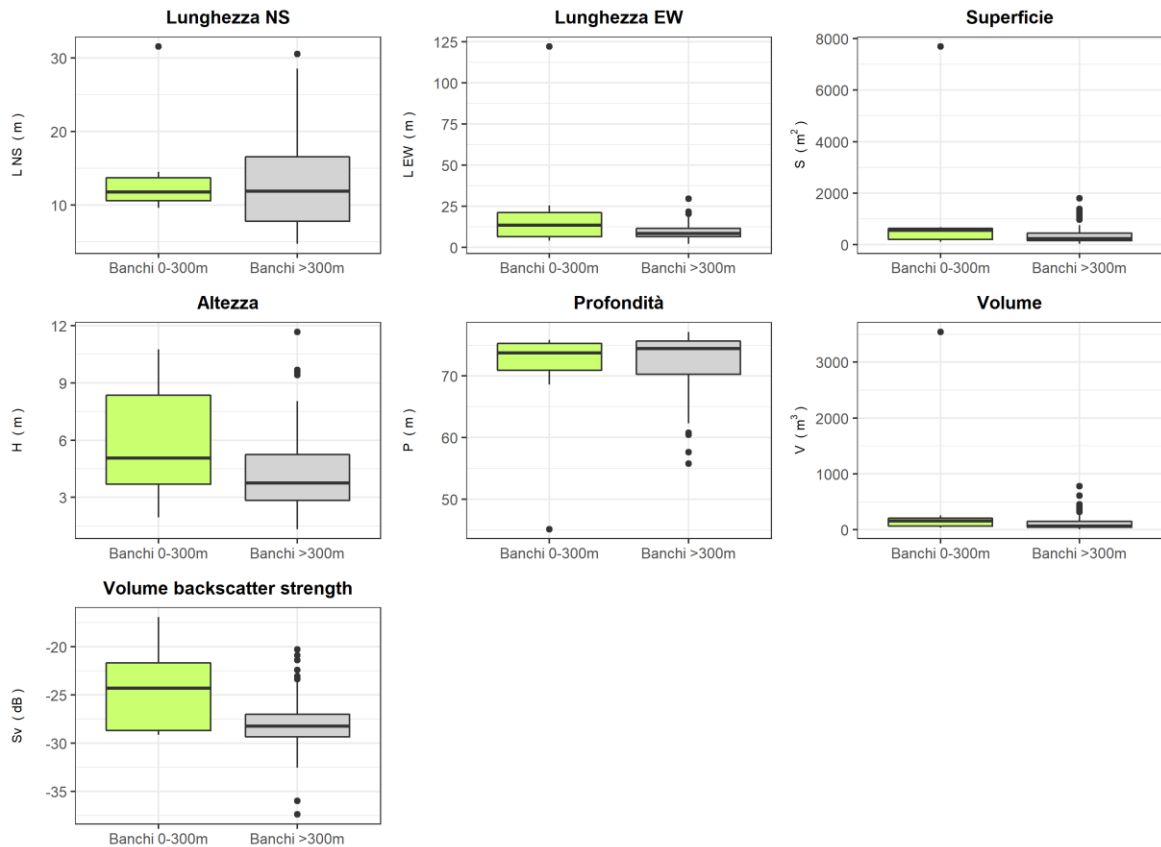 Lunghezza NS
Lunghezza EW
Superficie
L NS (m)
30
20
10
Banchi 0-300m
Banchi >300m
L EW (m)
125
100
75
50
25
0
Banchi 0-300m
Banchi >300m
S (m²)
8000
6000
4000
2000
0
Banchi 0-300m
Banchi >300m
Altezza
Profondità
Volume
H (m)
12
9
6
3
Banchi 0-300m
Banchi >300m
P (m)
70
60
50
Banchi 0-300m
Banchi >300m
V (m³)
3000
2000
1000
0
Banchi 0-300m
Banchi >300m
Volume backscatter strength
Sv (dB)
-20
-25
-30
-35
Banchi 0-300m
Banchi >300m